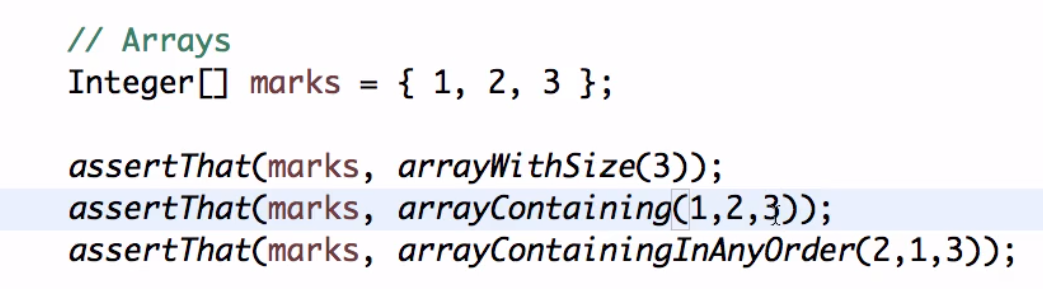 // Arrays
Integer[] marks = { 1, 2, 3 };
assertThat(marks, arrayWithSize(3));
assertThat(marks, arrayContaining(1,2,3));
assertThat(marks, arrayContainingInAnyOrder(2,1,3));